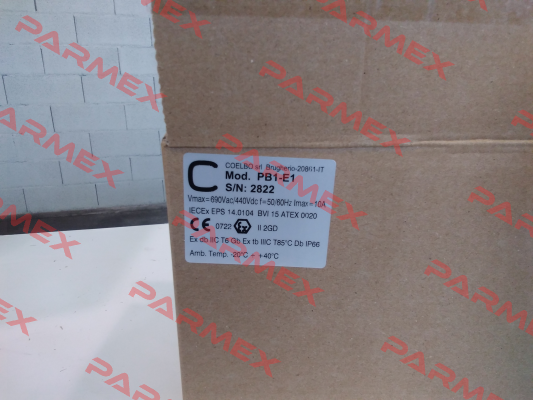 COELBO srl Brugherio-20861-IT
C Mod. PB1-E1
S/N: 2822
Vmax=690Vac/440Vdc f=50/60Hz Imax=10A
IECEx EPS 14.0104 BVI 15 ATEX 0020
CE 0722 Ex II 2GD
Ex db IIC T6 Gb Ex tb IIIC T85°C Db IP66
Amb. Temp. -20°C ÷ +40°C
PARMEX
PARMEX
PARMEX
PARMEX
PARMEX
PARMEX